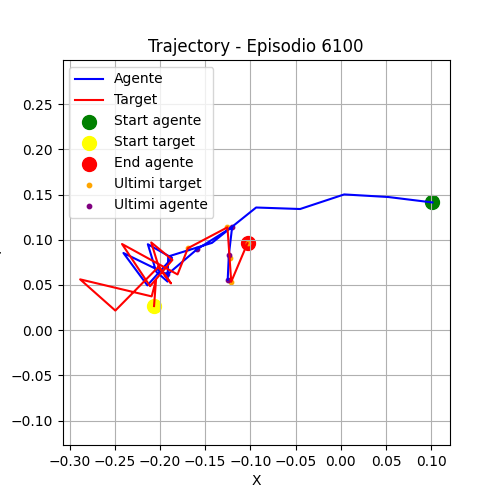 Trajectory - Episodio 6100
Agente
Target
Start agente
Start target
End agente
Ultimi target
Ultimi agente
0.25
0.20
0.15
0.10
0.05
0.00
−0.05
−0.10
−0.30 −0.25 −0.20 −0.15 −0.10 −0.05 0.00 0.05 0.10
X